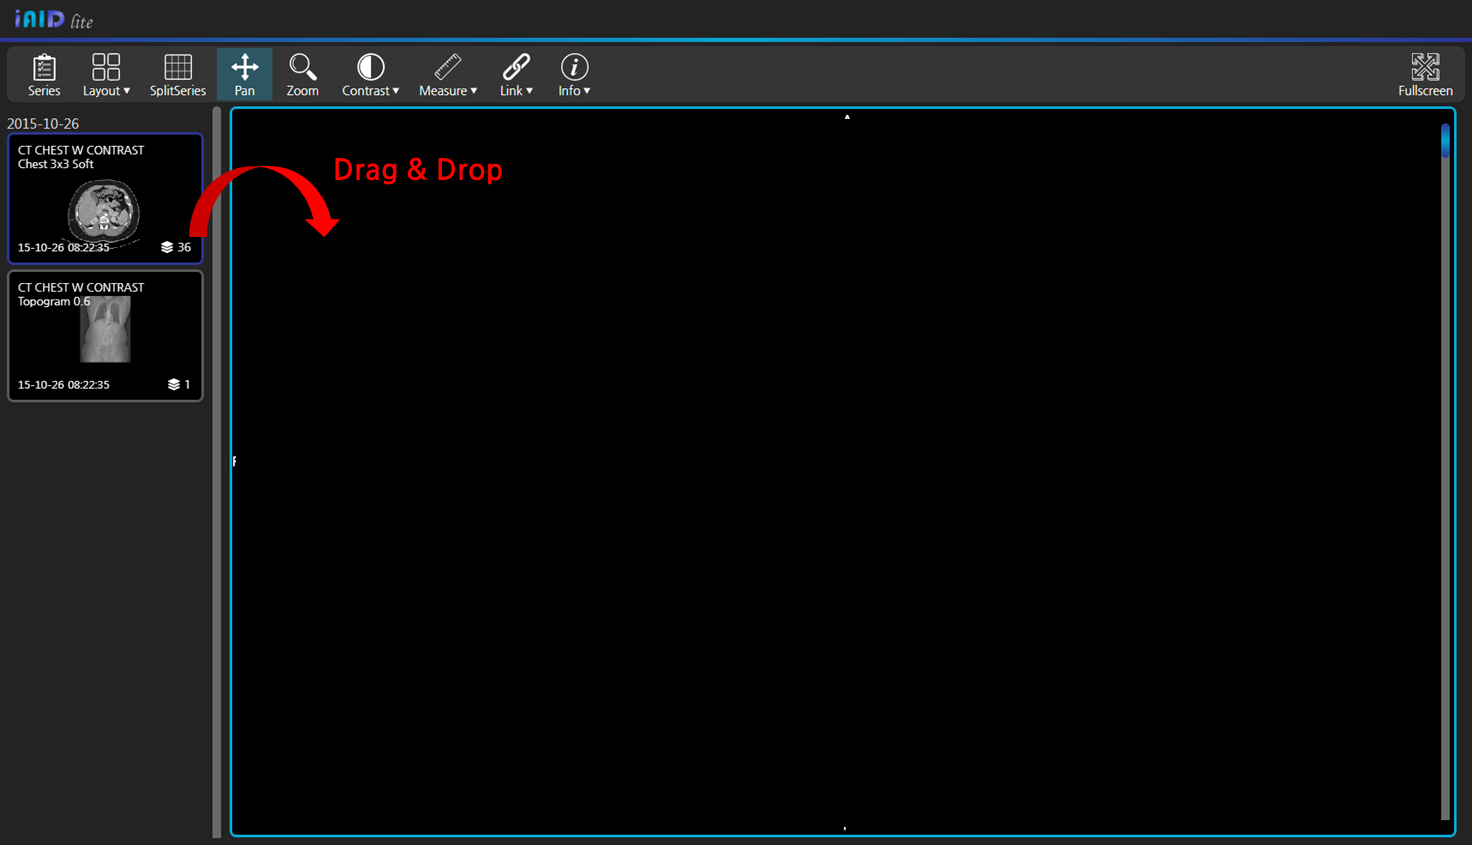 iAID lite
Series
Layout ▾
SplitSeries
Pan
Zoom
Contrast ▾
Measure ▾
Link ▾
Info ▾
Fullscreen
2015-10-26
CT CHEST W CONTRAST
Chest 3x3 Soft
15-10-26 08:22:35
36
CT CHEST W CONTRAST
Topogram 0.6
15-10-26 08:22:35
1
Drag & Drop